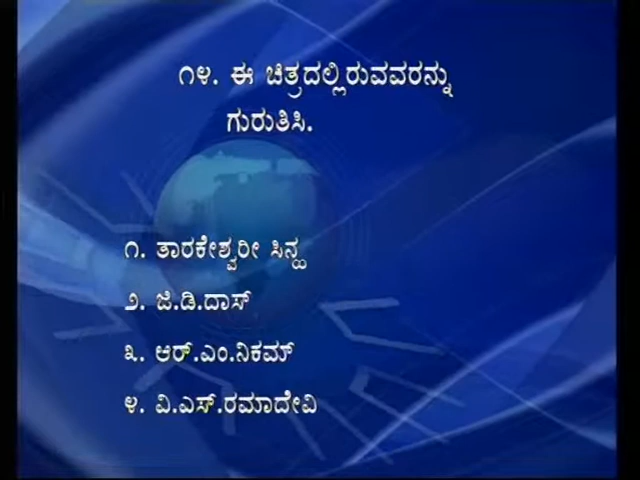 ೧೪. ಈ ಚಿತ್ರದಲ್ಲಿರುವವರನ್ನು
ಗುರುತಿಸಿ.
೧. ತಾರಕೇಶ್ವರೀ ಸಿನ್ಹ
೨. ಜಿ.ಡಿ.ದಾಸ್
೩. ಆರ್.ಎಂ.ನಿಕಮ್
೪. ವಿ.ಎಸ್.ರಮಾದೇವಿ